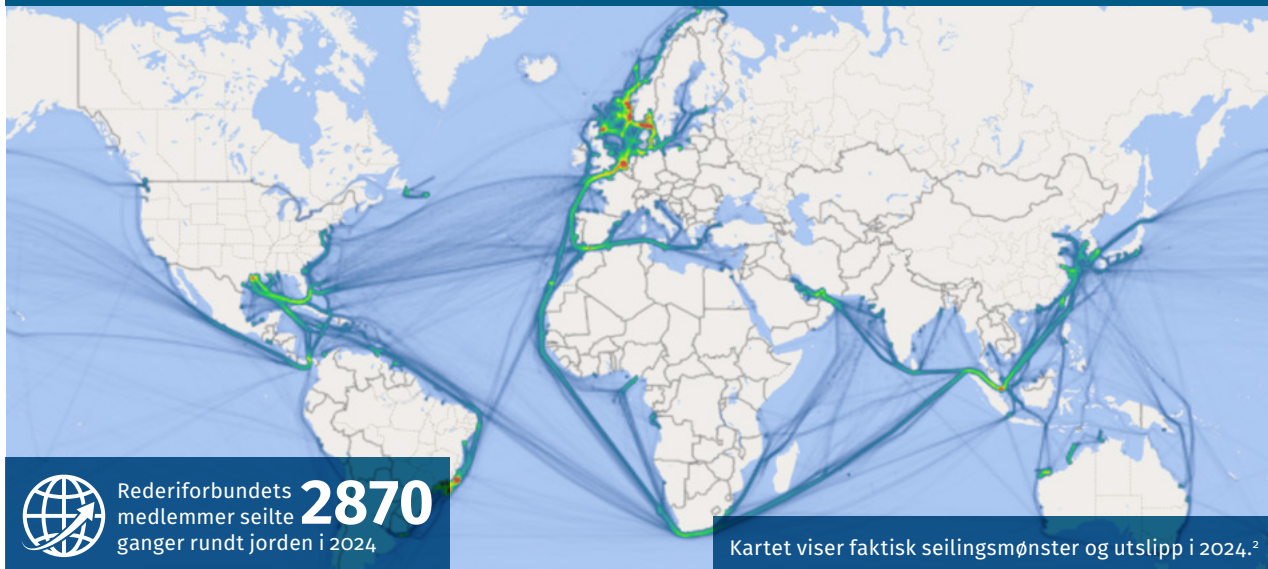 Rederiforbundets
medlemmer seilte 2870
ganger rundt jorden i 2024
Kartet viser faktisk seilingsmønster og utslipp i 2024.²